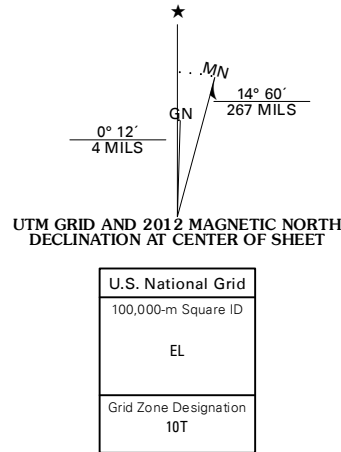 ★
MN
GN
14° 60´
267 MILS
0° 12´
4 MILS
UTM GRID AND 2012 MAGNETIC NORTH
DECLINATION AT CENTER OF SHEET
U.S. National Grid
100,000-m Square ID
EL
Grid Zone Designation
10T